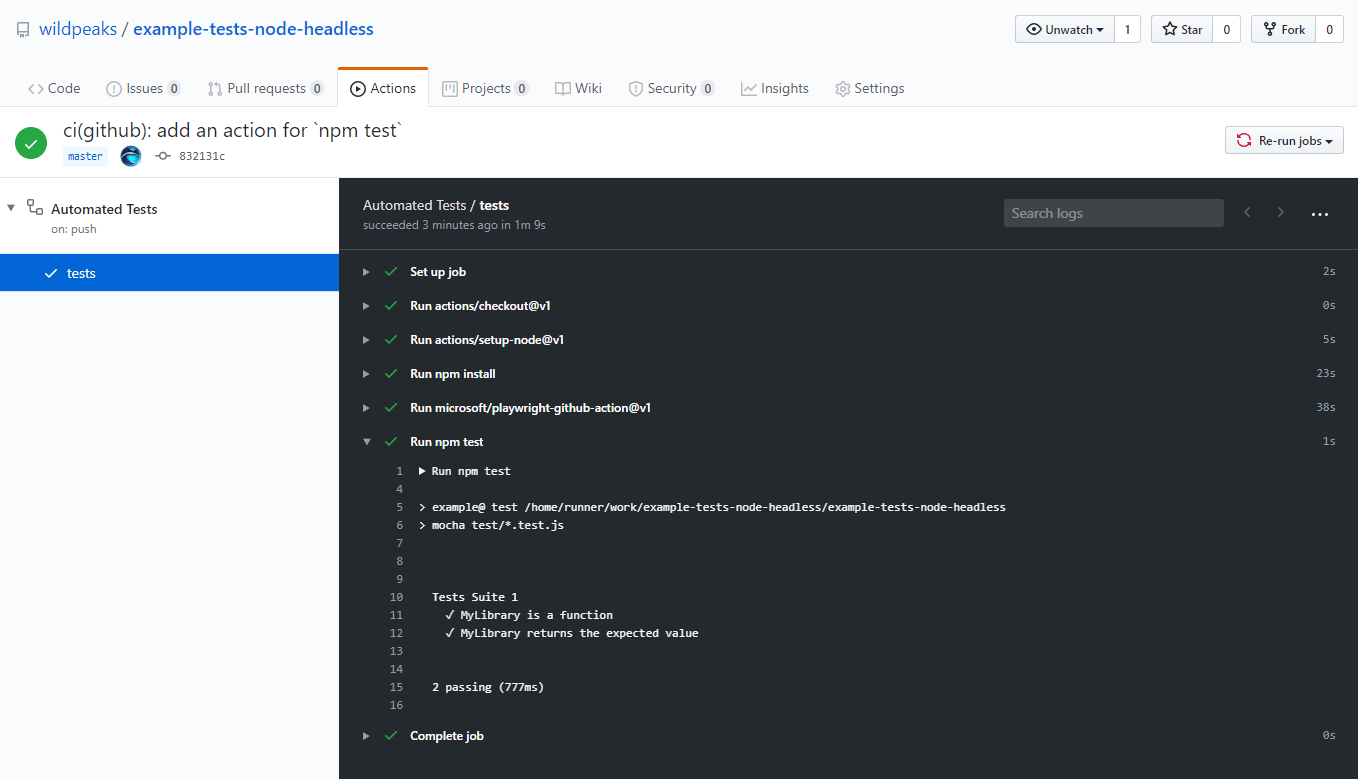 wildpeaks / example-tests-node-headless
Unwatch 1 Star 0 Fork 0
Code Issues 0 Pull requests 0 Actions Projects 0 Wiki Security 0 Insights Settings
ci(github): add an action for `npm test`
master 832131c
Re-run jobs
Automated Tests
on: push
tests
Automated Tests / tests
succeeded 3 minutes ago in 1m 9s
Search logs
Set up job 2s
Run actions/checkout@v1 0s
Run actions/setup-node@v1 5s
Run npm install 23s
Run microsoft/playwright-github-action@v1 38s
Run npm test 1s
1 Run npm test
4
5 > example@ test /home/runner/work/example-tests-node-headless/example-tests-node-headless
6 > mocha test/*.test.js
7
8
9
10 Tests Suite 1
11 ✓ MyLibrary is a function
12 ✓ MyLibrary returns the expected value
13
14
15 2 passing (777ms)
16
Complete job 0s